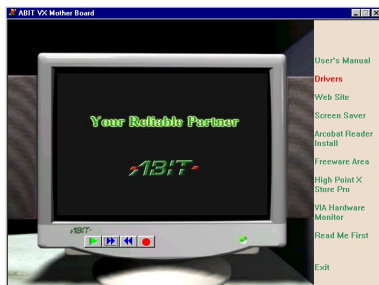 ABIT VX Mother Board
Your Reliable Partner
ABIT
ABIT
User's Manual
Drivers
Web Site
Screen Saver
Arcobat Reader
Install
Freeware Area
High Point X
Store Pro
VIA Hardware
Monitor
Read Me First
Exit